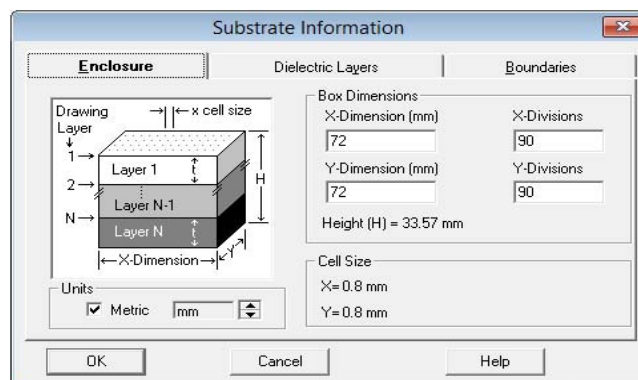 Substrate Information
Enclosure
Dielectric Layers
Boundaries
Drawing Layer
x cell size
1
Layer 1
t
H
2
Layer N-1
N
Layer N
t
X-Dimension
Y
Units
Metric
mm
Box Dimensions
X-Dimension (mm) X-Divisions
72 90
Y-Dimension (mm) Y-Divisions
72 90
Height (H) = 33.57 mm
Cell Size
X= 0.8 mm
Y= 0.8 mm
OK
Cancel
Help